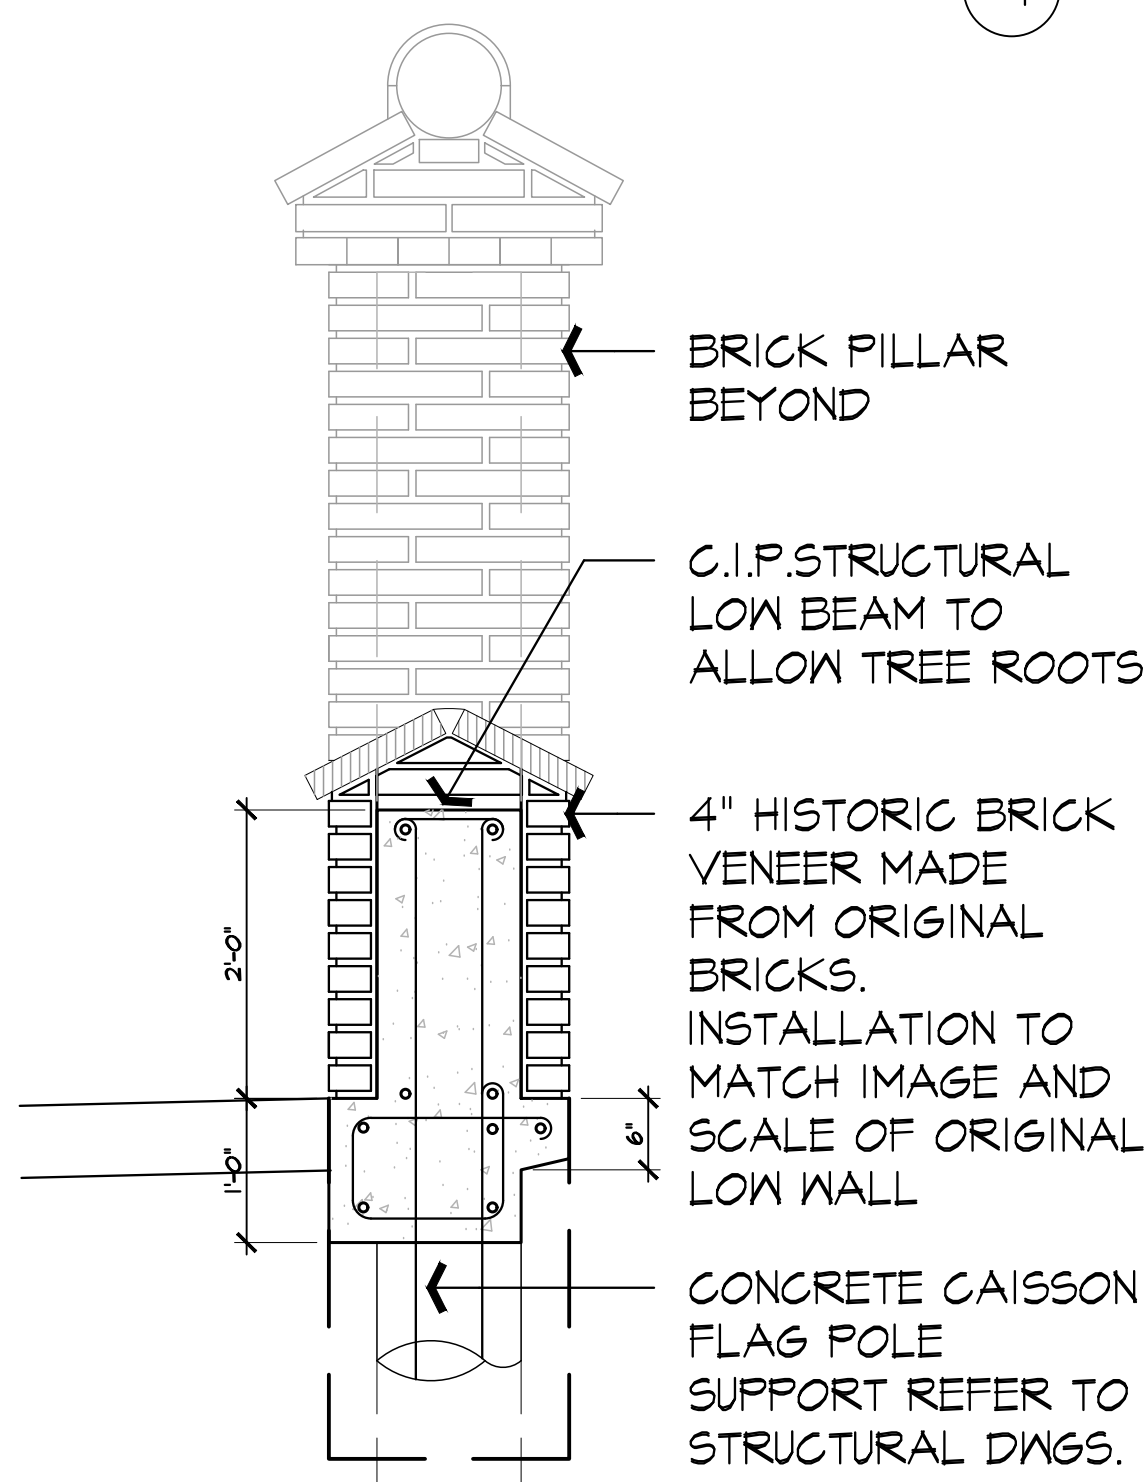 BRICK PILLAR
BEYOND
C.I.P.STRUCTURAL
LOW BEAM TO
ALLOW TREE ROOTS
4" HISTORIC BRICK
VENEER MADE
FROM ORIGINAL
BRICKS.
INSTALLATION TO
MATCH IMAGE AND
SCALE OF ORIGINAL
LOW WALL
2'-0"
6"
1'-0"
CONCRETE CAISSON
FLAG POLE
SUPPORT REFER TO
STRUCTURAL DWGS.